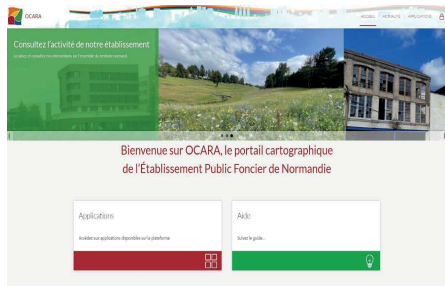 OCARA
ACCUEIL ACTUALITÉ APPLICATIONS
Consultez l'activité de notre établissement
Bienvenue sur OCARA, le portail cartographique
de l'Établissement Public Foncier de Normandie
Applications
Accédez aux applications disponibles sur la plateforme
Aide
Suivez le guide...